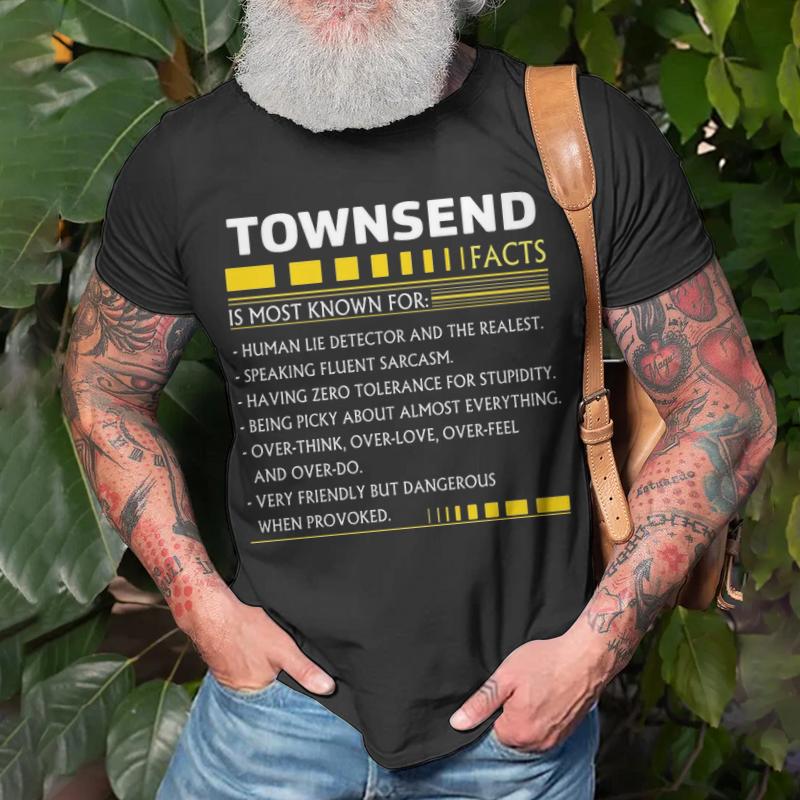 TOWNSEND
FACTS
IS MOST KNOWN FOR:
- HUMAN LIE DETECTOR AND THE REALEST.
- SPEAKING FLUENT SARCASM.
- HAVING ZERO TOLERANCE FOR STUPIDITY.
- BEING PICKY ABOUT ALMOST EVERYTHING.
- OVER-THINK, OVER-LOVE, OVER-FEEL
AND OVER-DO.
- VERY FRIENDLY BUT DANGEROUS
WHEN PROVOKED.
Estuardo